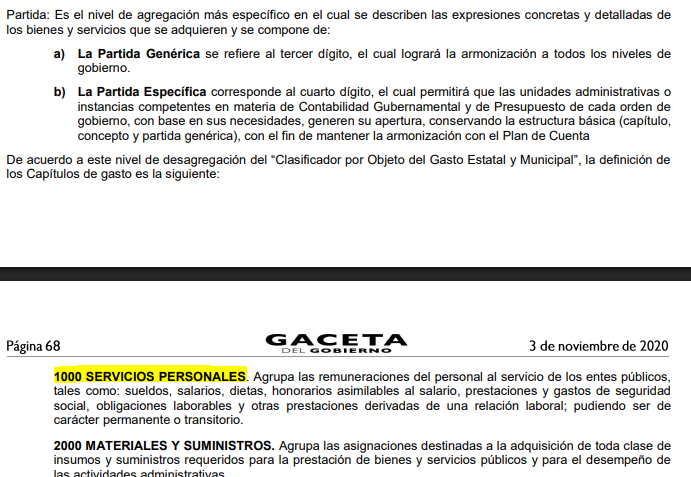 Partida: Es el nivel de agregación más específico en el cual se describen las expresiones concretas y detalladas de
los bienes y servicios que se adquieren y se compone de:
a) La Partida Genérica se refiere al tercer dígito, el cual logrará la armonización a todos los niveles de
gobierno.
b) La Partida Específica corresponde al cuarto dígito, el cual permitirá que las unidades administrativas o
instancias competentes en materia de Contabilidad Gubernamental y de Presupuesto de cada orden de
gobierno, con base en sus necesidades, generen su apertura, conservando la estructura básica (capítulo,
concepto y partida genérica), con el fin de mantener la armonización con el Plan de Cuenta
De acuerdo a este nivel de desagregación del “Clasificador por Objeto del Gasto Estatal y Municipal”, la definición de
los Capítulos de gasto es la siguiente:
Página 68
GACETA
DEL GOBIERNO
3 de noviembre de 2020
1000 SERVICIOS PERSONALES. Agrupa las remuneraciones del personal al servicio de los entes públicos,
tales como: sueldos, salarios, dietas, honorarios asimilables al salario, prestaciones y gastos de seguridad
social, obligaciones laborables y otras prestaciones derivadas de una relación laboral; pudiendo ser de
carácter permanente o transitorio.
2000 MATERIALES Y SUMINISTROS. Agrupa las asignaciones destinadas a la adquisición de toda clase de
insumos y suministros requeridos para la prestación de bienes y servicios públicos y para el desempeño de
las actividades administrativas